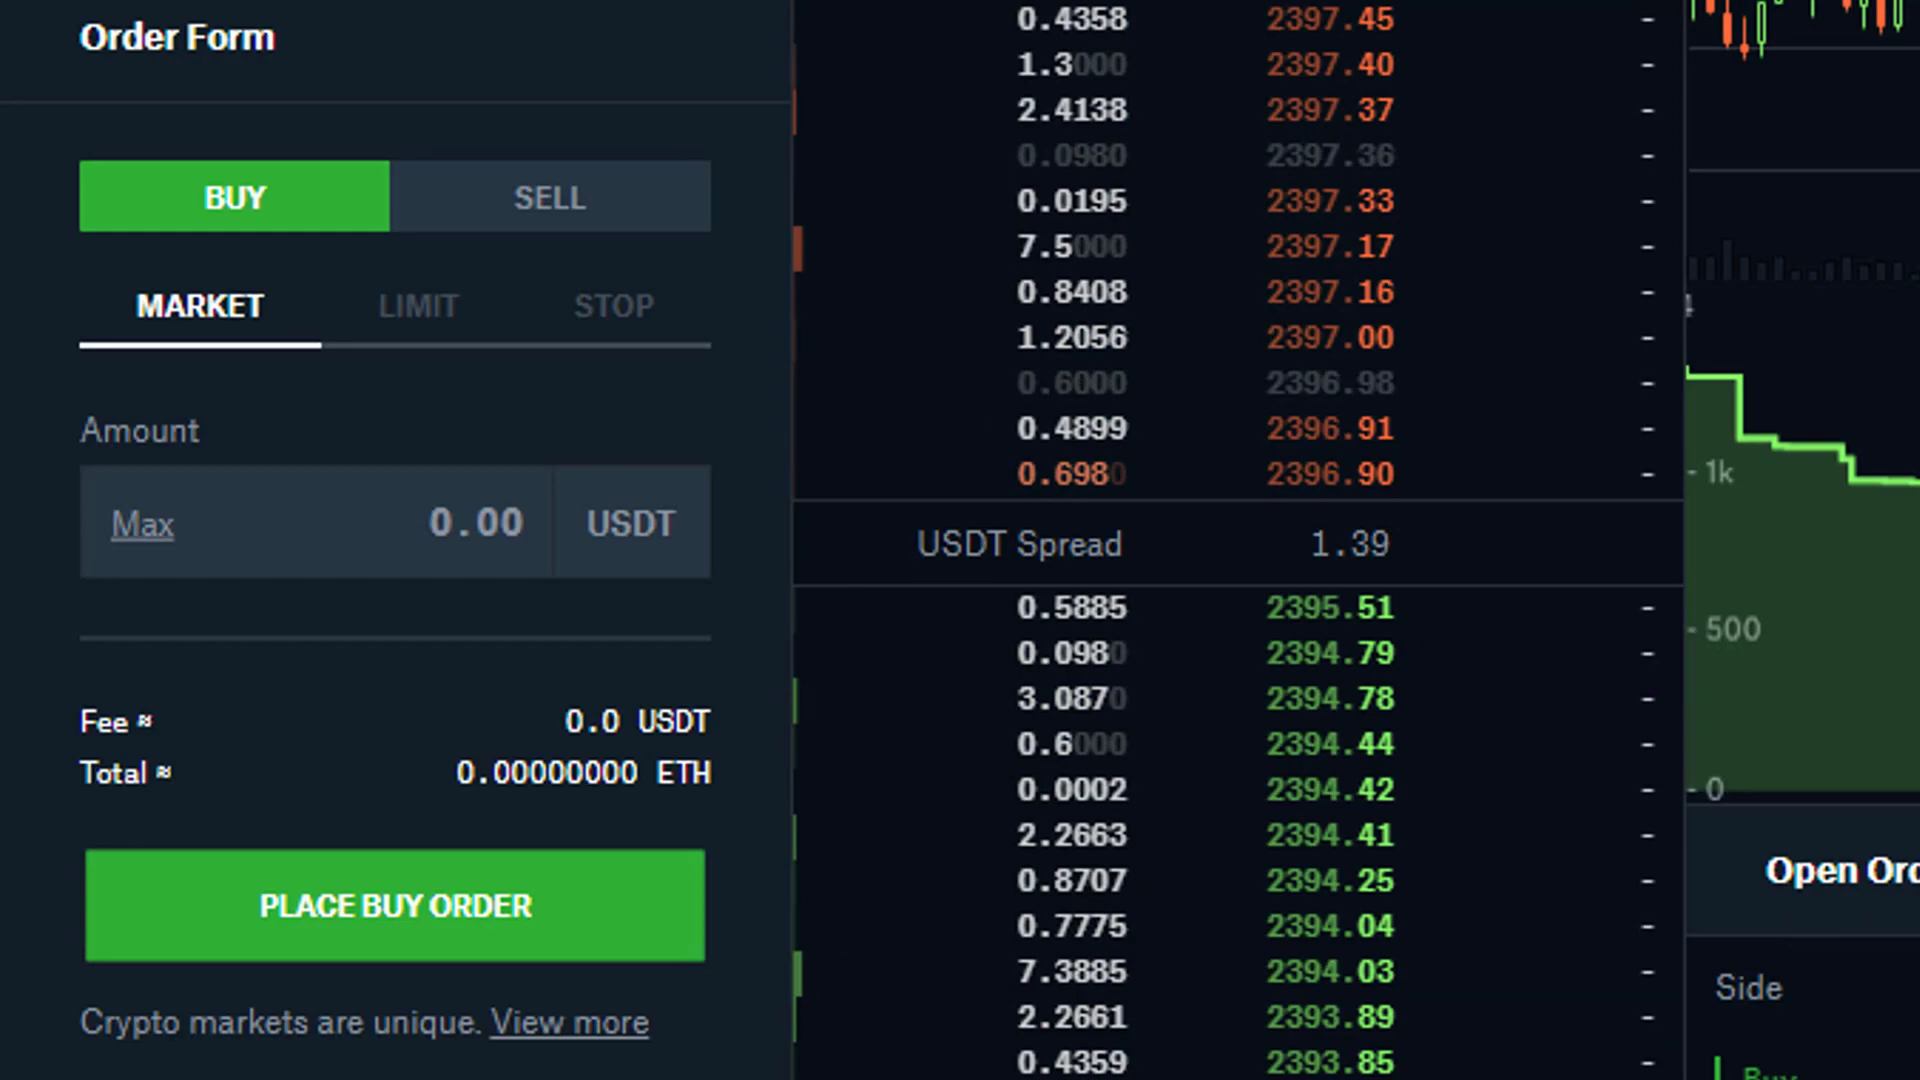 Order Form
BUY SELL
MARKET LIMIT STOP
Amount
Max 0.00 USDT
Fee ≈ 0.0 USDT
Total ≈ 0.00000000 ETH
PLACE BUY ORDER
Crypto markets are unique. View more
0.4358 2397.45 -
1.3000 2397.40 -
2.4138 2397.37 -
0.0980 2397.36 -
0.0195 2397.33 -
7.5000 2397.17 -
0.8408 2397.16 -
1.2056 2397.00 -
0.6000 2396.98 -
0.4899 2396.91 -
0.6980 2396.90 -
USDT Spread 1.39
0.5885 2395.51 -
0.0980 2394.79 -
3.0870 2394.78 -
0.6000 2394.44 -
0.0002 2394.42 -
2.2663 2394.41 -
0.8707 2394.25 -
0.7775 2394.04 -
7.3885 2394.03 -
2.2661 2393.89 -
0.4359 2393.85 -
1k
500
0
Open Ord
Side
Buy